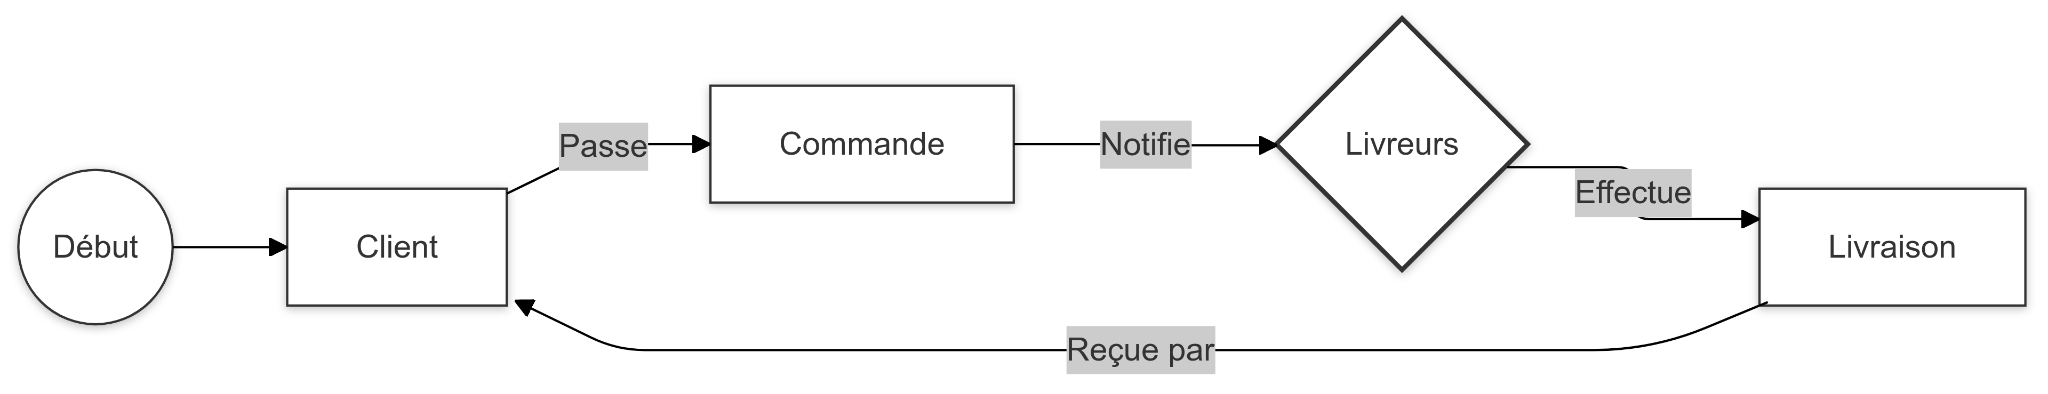 Début
Client
Passe
Commande
Notifie
Livreurs
Effectue
Livraison
Reçue par